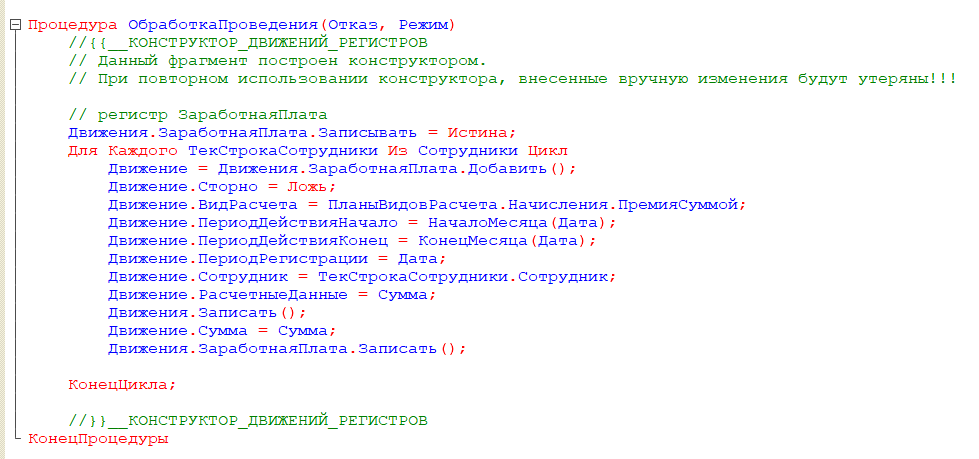 Процедура ОбработкаПроведения(Отказ, Режим)
//{{__КОНСТРУКТОР_ДВИЖЕНИЙ_РЕГИСТРОВ
// Данный фрагмент построен конструктором.
// При повторном использовании конструктора, внесенные вручную изменения будут утеряны!!!
// регистр ЗаработнаяПлата
Движения.ЗаработнаяПлата.Записывать = Истина;
Для Каждого ТекСтрокаСотрудники Из Сотрудники Цикл
Движение = Движения.ЗаработнаяПлата.Добавить();
Движение.Сторно = Ложь;
Движение.ВидРасчета = ПланыВидовРасчета.Начисления.ПремияСуммой;
Движение.ПериодДействияНачало = НачалоМесяца(Дата);
Движение.ПериодДействияКонец = КонецМесяца(Дата);
Движение.ПериодРегистрации = Дата;
Движение.Сотрудник = ТекСтрокаСотрудники.Сотрудник;
Движение.РасчетныеДанные = Сумма;
Движения.Записать();
Движение.Сумма = Сумма;
Движения.ЗаработнаяПлата.Записать();
КонецЦикла;
//}}__КОНСТРУКТОР_ДВИЖЕНИЙ_РЕГИСТРОВ
КонецПроцедуры